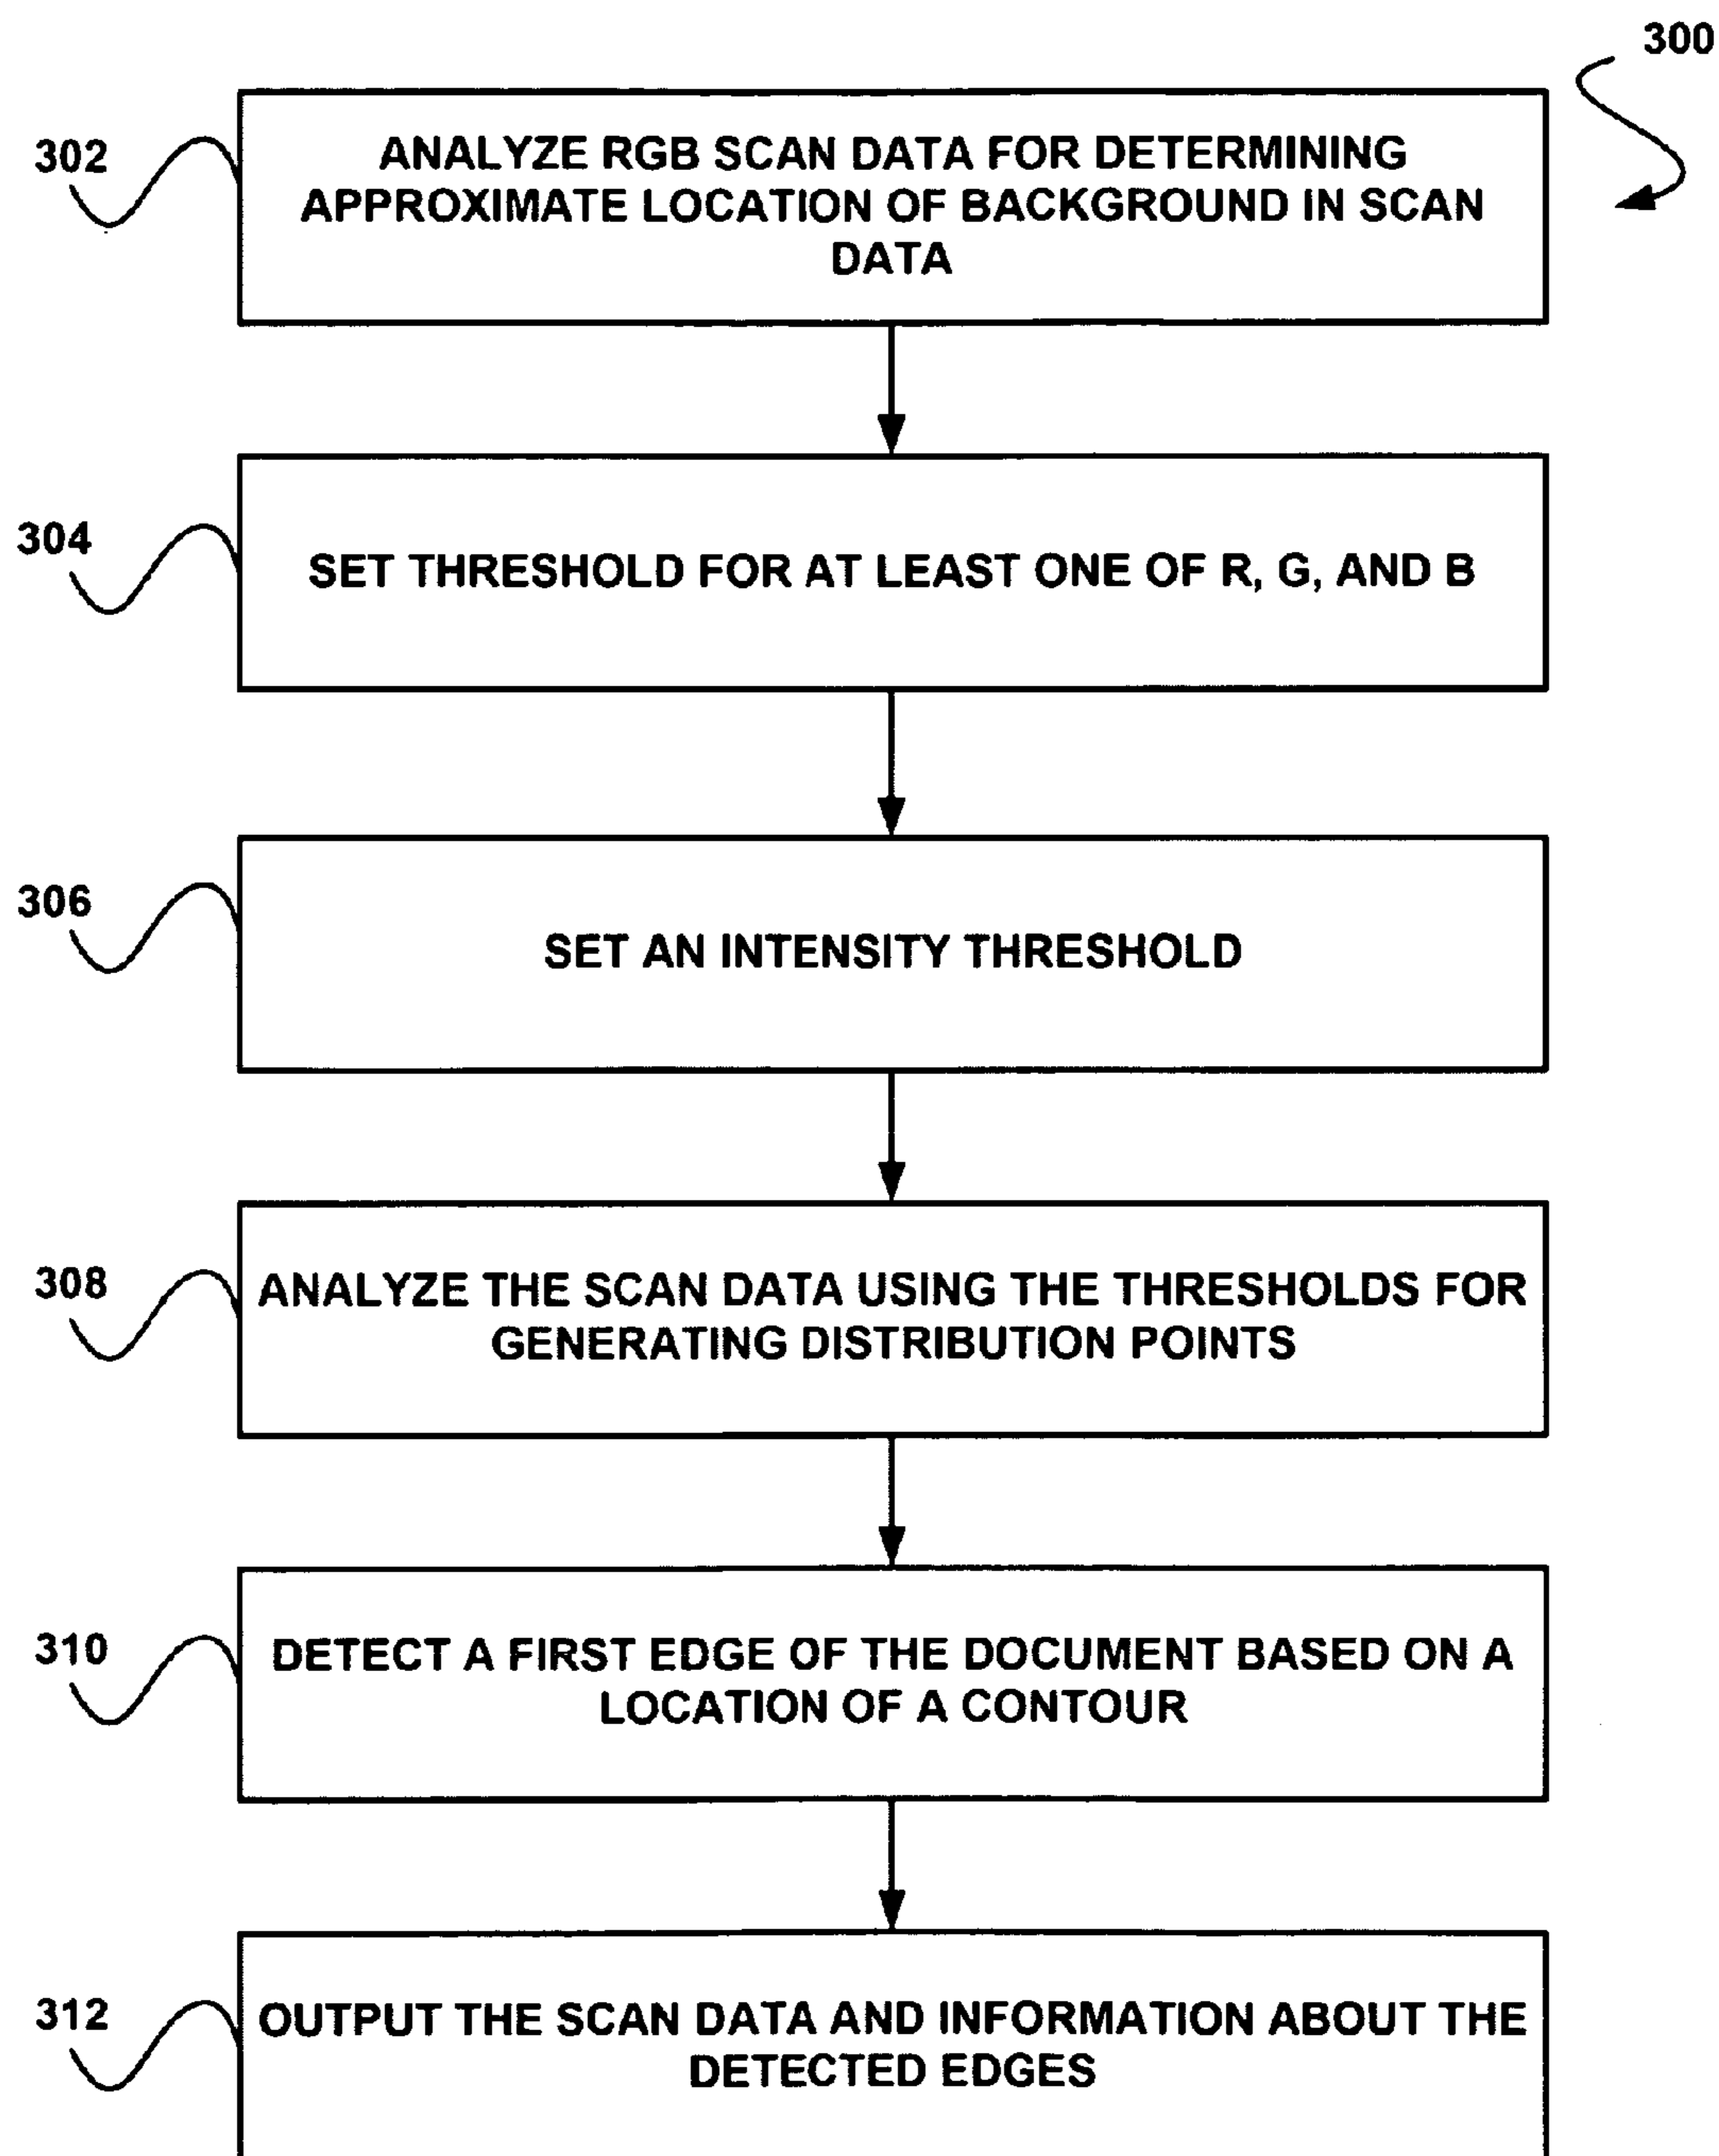 300
302
ANALYZE RGB SCAN DATA FOR DETERMINING
APPROXIMATE LOCATION OF BACKGROUND IN SCAN
DATA
304
SET THRESHOLD FOR AT LEAST ONE OF R, G, AND B
306
SET AN INTENSITY THRESHOLD
308
ANALYZE THE SCAN DATA USING THE THRESHOLDS FOR
GENERATING DISTRIBUTION POINTS
310
DETECT A FIRST EDGE OF THE DOCUMENT BASED ON A
LOCATION OF A CONTOUR
312
OUTPUT THE SCAN DATA AND INFORMATION ABOUT THE
DETECTED EDGES